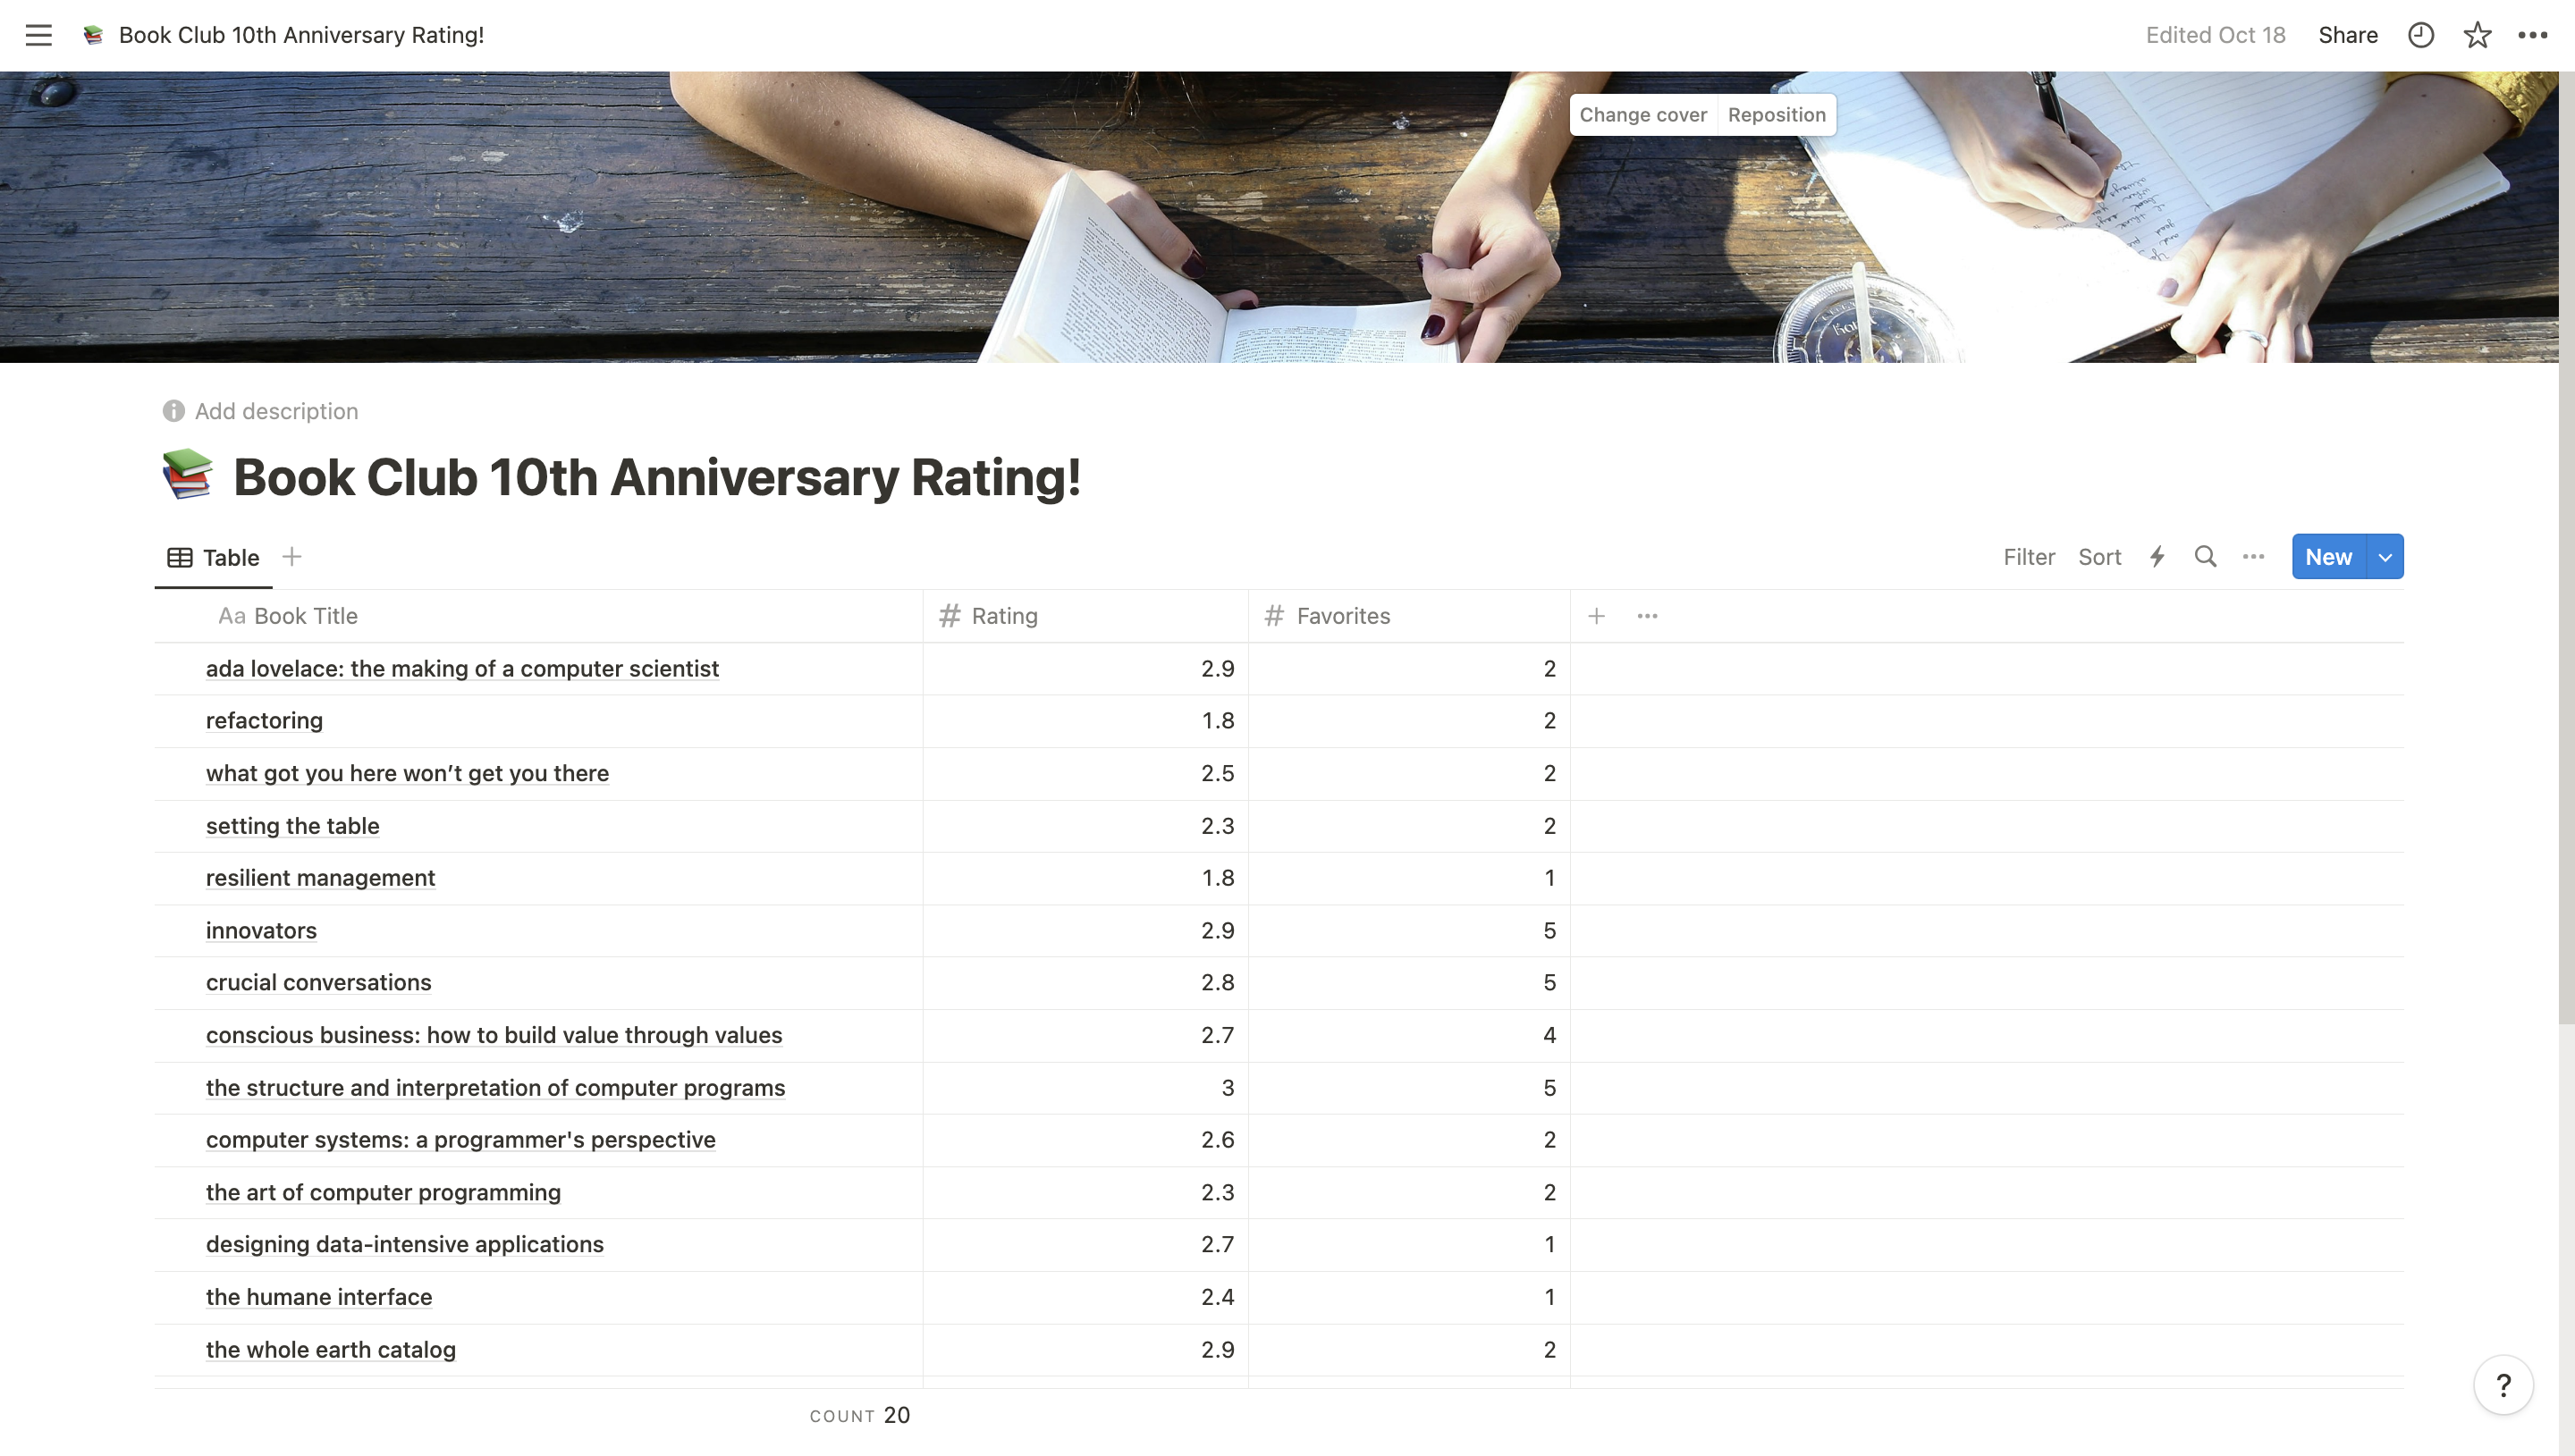 Book Club 10th Anniversary Rating!
Edited Oct 18
Share
Change cover
Reposition
Add description
Book Club 10th Anniversary Rating!
Table
Filter
Sort
New
Aa Book Title
# Rating
# Favorites
ada lovelace: the making of a computer scientist 2.9 2
refactoring 1.8 2
what got you here won’t get you there 2.5 2
setting the table 2.3 2
resilient management 1.8 1
innovators 2.9 5
crucial conversations 2.8 5
conscious business: how to build value through values 2.7 4
the structure and interpretation of computer programs 3 5
computer systems: a programmer's perspective 2.6 2
the art of computer programming 2.3 2
designing data-intensive applications 2.7 1
the humane interface 2.4 1
the whole earth catalog 2.9 2
COUNT 20
?